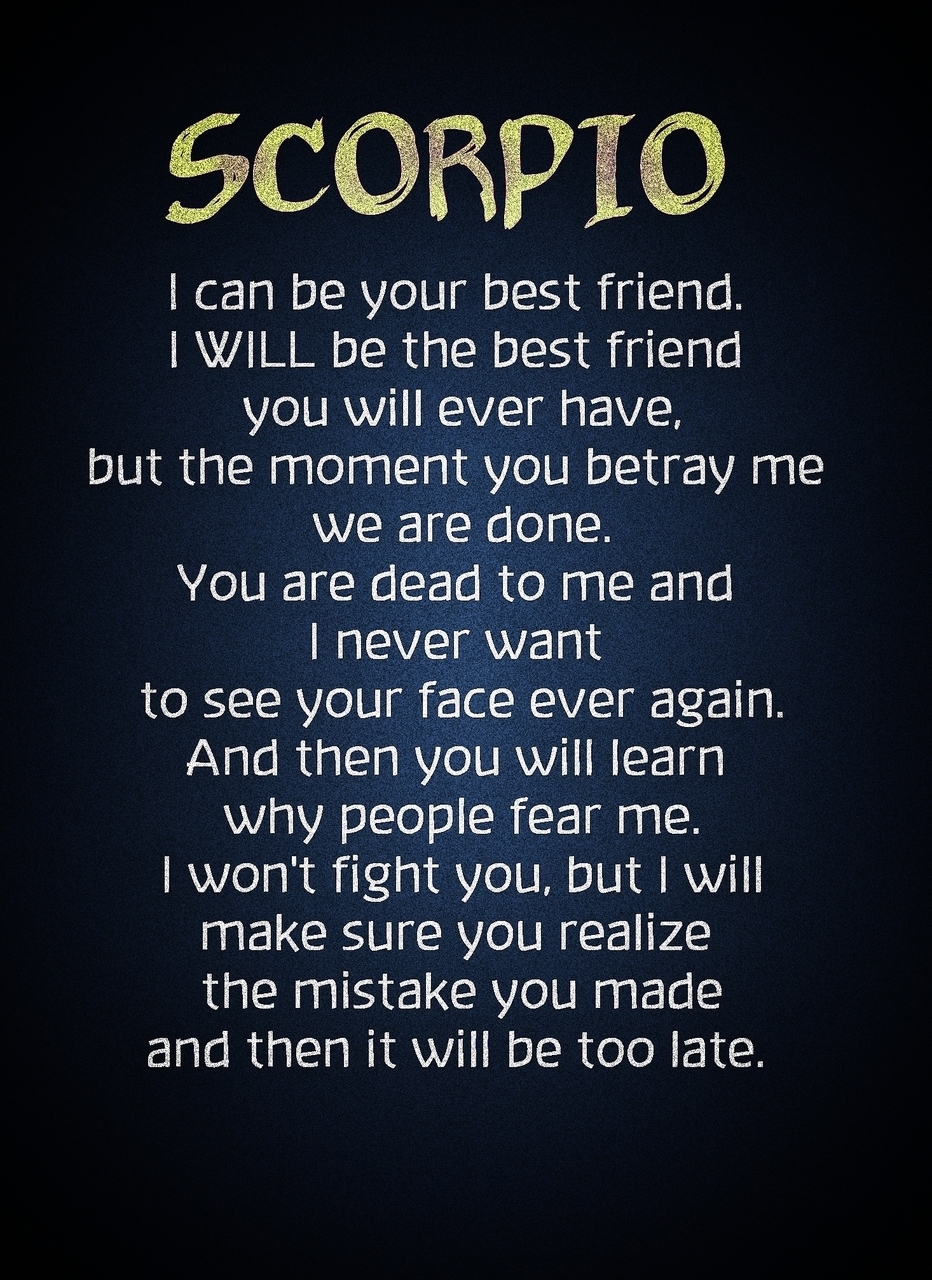 SCORPIO
I can be your best friend.
I WILL be the best friend
you will ever have,
but the moment you betray me
we are done.
You are dead to me and
I never want
to see your face ever again.
And then you will learn
why people fear me.
I won't fight you, but I will
make sure you realize
the mistake you made
and then it will be too late.